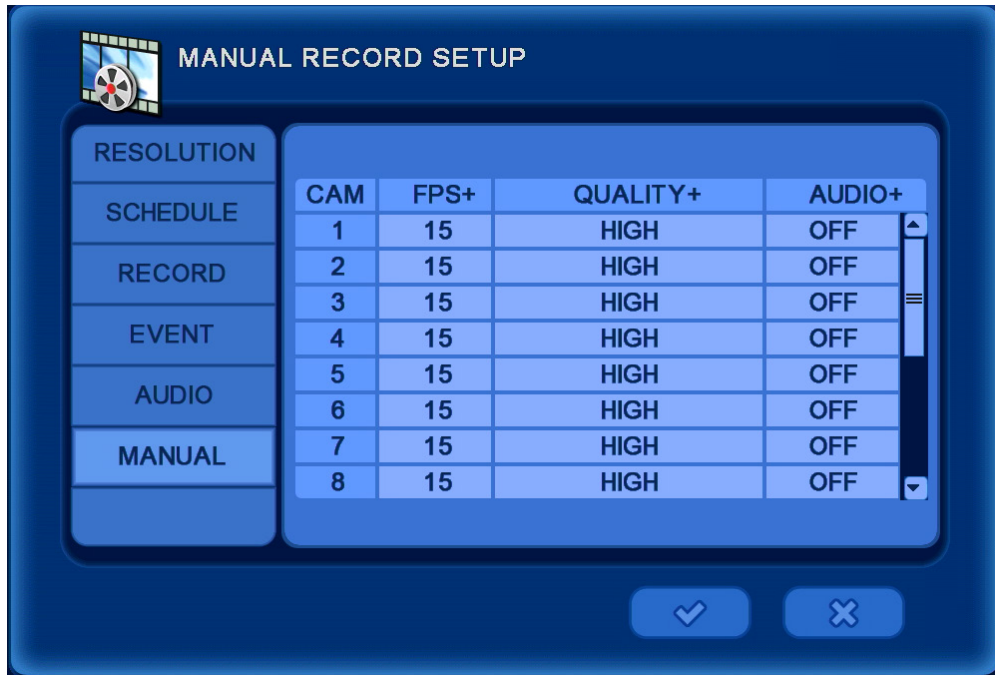 MANUAL RECORD SETUP
RESOLUTION
SCHEDULE
RECORD
EVENT
AUDIO
MANUAL
CAM FPS+ QUALITY+ AUDIO+
1 15 HIGH OFF
2 15 HIGH OFF
3 15 HIGH OFF
4 15 HIGH OFF
5 15 HIGH OFF
6 15 HIGH OFF
7 15 HIGH OFF
8 15 HIGH OFF